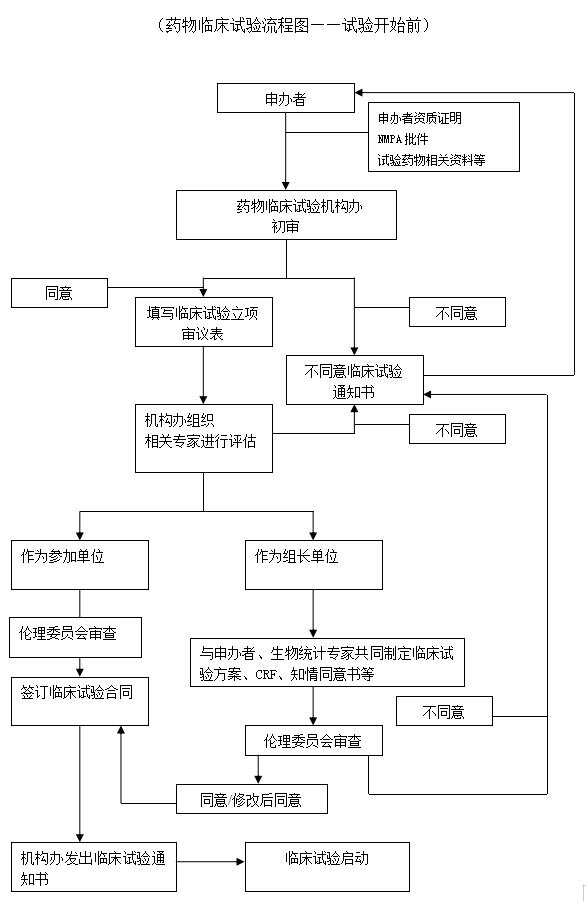 （药物临床试验流程图——试验开始前）
申办者
申办者资质证明
NMPA 批件
试验药物相关资料等
药物临床试验机构办
初审
同意
填写临床试验立项
审议表
不同意
不同意临床试验
通知书
机构办组织
相关专家进行评估
不同意
作为参加单位
作为组长单位
伦理委员会审查
与申办者、生物统计专家共同制定临床试
验方案、CRF、知情同意书等
签订临床试验合同
不同意
伦理委员会审查
同意/修改后同意
机构办发出临床试验通
知书
临床试验启动